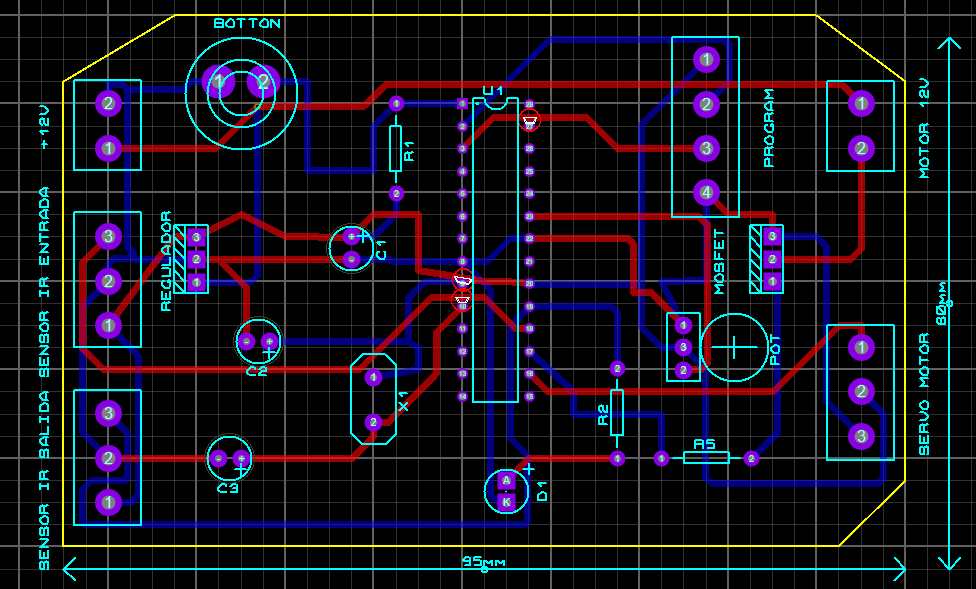 BOTTON
+12V
SENSOR IR ENTRADA
SENSOR IR SALIDA
REGULADOR
R1
C1
C2
C3
X1
U1
D1
A
K
R2
R5
PROGRAM
MOSFET
POT
MOTOR 12V
SERVO MOTOR
95mm
60mm
2
1
3
2
1
3
2
1
1
2
3
2
1
1
2
1
2
1
2
3
4
1
2
3
2
1
1
3
2
1
2
3
1
2
2
1
1
2